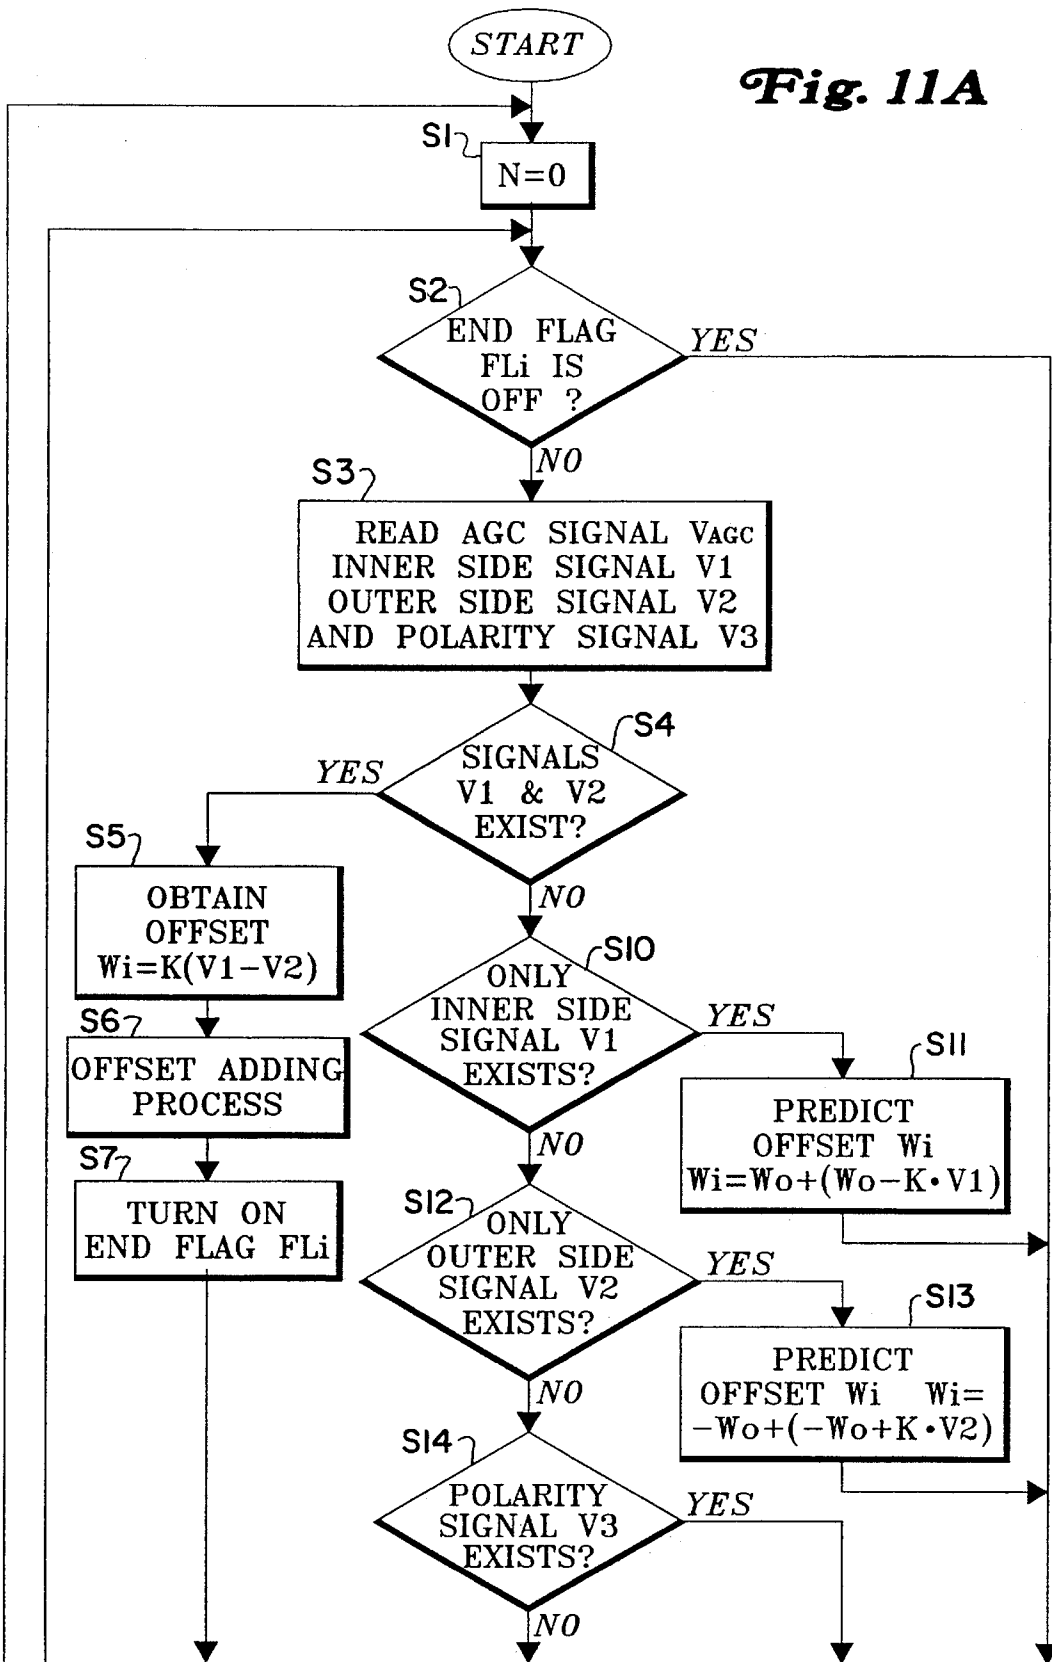 START
Fig. 11A
S1
N=0
S2
END FLAG
FLi IS
OFF ?
YES
NO
S3
READ AGC SIGNAL VAGC
INNER SIDE SIGNAL V1
OUTER SIDE SIGNAL V2
AND POLARITY SIGNAL V3
S4
SIGNALS
V1 & V2
EXIST?
YES
NO
S5
OBTAIN
OFFSET
Wi=K(V1-V2)
S6
OFFSET ADDING
PROCESS
S7
TURN ON
END FLAG FLi
S10
ONLY
INNER SIDE
SIGNAL V1
EXISTS?
YES
NO
S11
PREDICT
OFFSET Wi
Wi=Wo+(Wo-K•V1)
S12
ONLY
OUTER SIDE
SIGNAL V2
EXISTS?
YES
NO
S13
PREDICT
OFFSET Wi Wi=
-Wo+(-Wo+K•V2)
S14
POLARITY
SIGNAL V3
EXISTS?
YES
NO